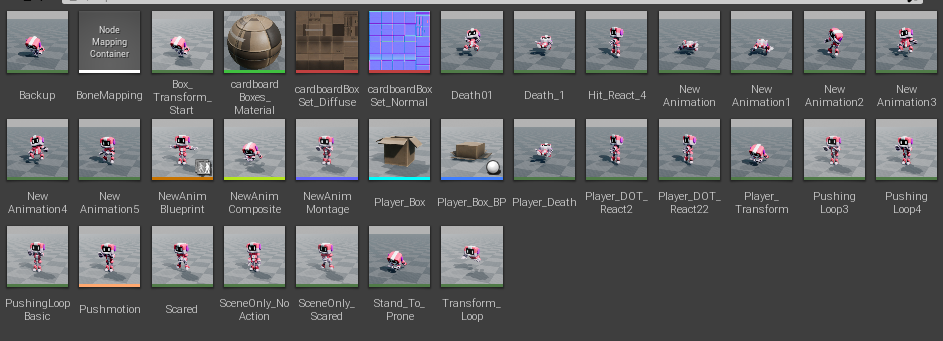 Node
Mapping
Container
Backup
BoneMapping
Box_
Transform_
Start
cardboard
Boxes_
Material
cardboardBox
Set_Diffuse
cardboardBox
Set_Normal
Death01
Death_1
Hit_React_4
New
Animation
New
Animation1
New
Animation2
New
Animation3
New
Animation4
New
Animation5
NewAnim
Blueprint
NewAnim
Composite
NewAnim
Montage
Player_Box
Player_Box_BP
Player_Death
Player_DOT_
React2
Player_DOT_
React22
Player_
Transform
Pushing
Loop3
Pushing
Loop4
PushingLoop
Basic
Pushmotion
Scared
SceneOnly_No
Action
SceneOnly_
Scared
Stand_To_
Prone
Transform_
Loop